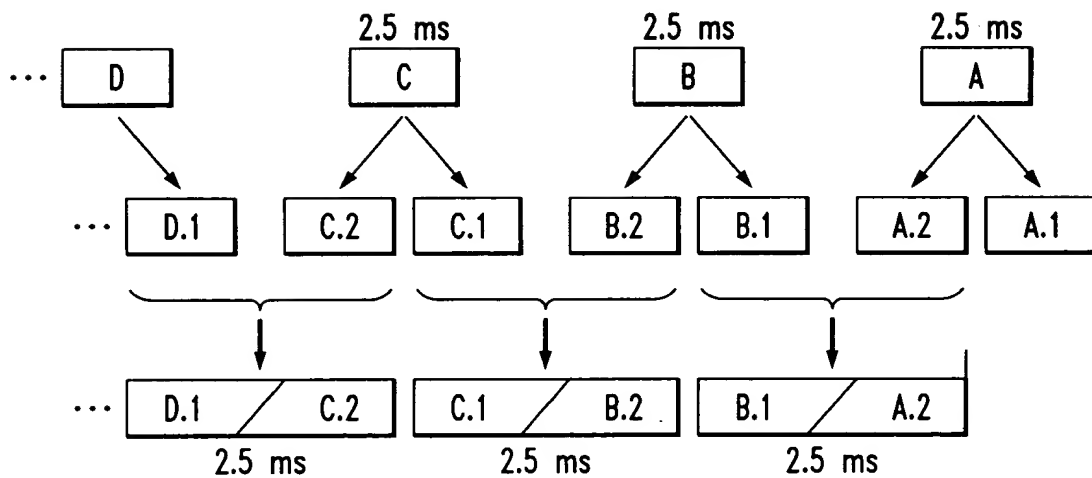 2.5 ms 2.5 ms 2.5 ms
... D C B A
... D.1 C.2 C.1 B.2 B.1 A.2 A.1
... D.1 C.2 C.1 B.2 B.1 A.2
2.5 ms 2.5 ms 2.5 ms